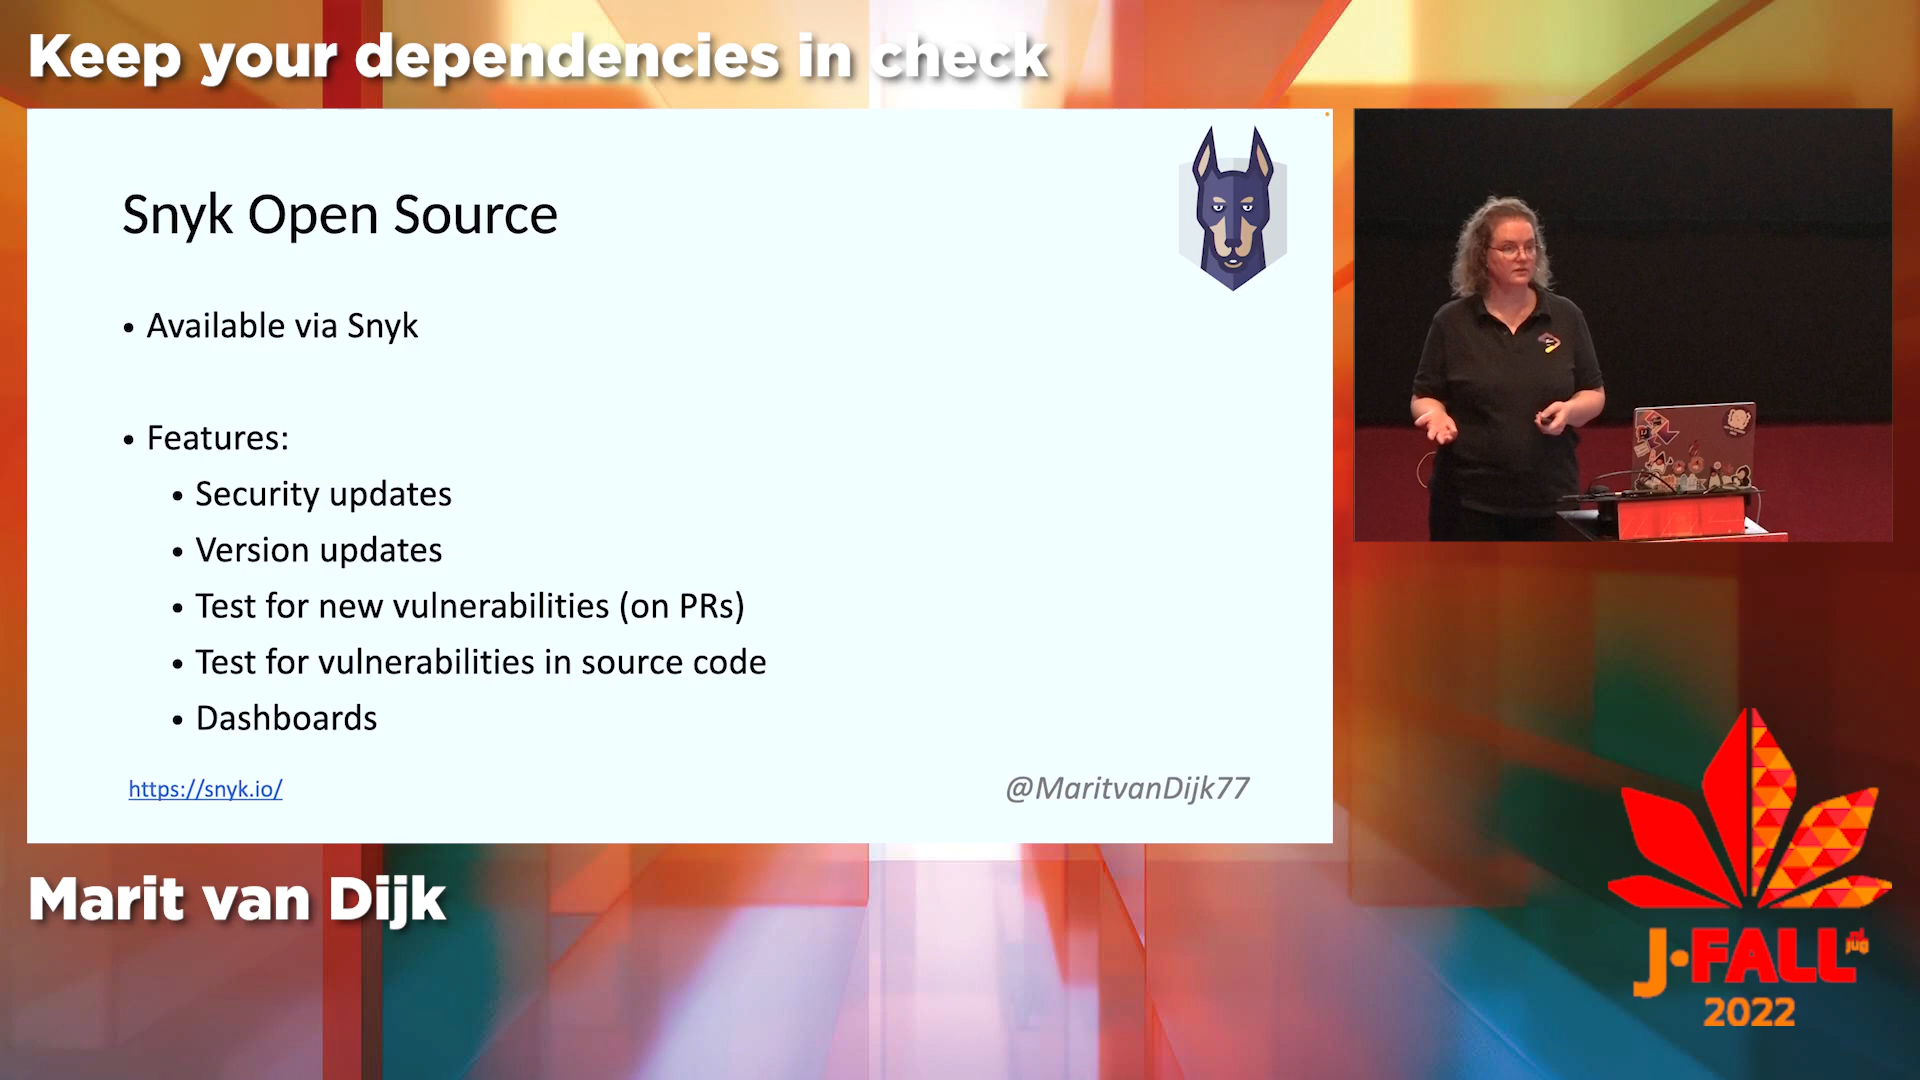 Keep your dependencies in check
Snyk Open Source
• Available via Snyk
• Features:
• Security updates
• Version updates
• Test for new vulnerabilities (on PRs)
• Test for vulnerabilities in source code
• Dashboards
https://snyk.io/
@MaritvanDijk77
Marit van Dijk
J•FALL
nl jug
2022